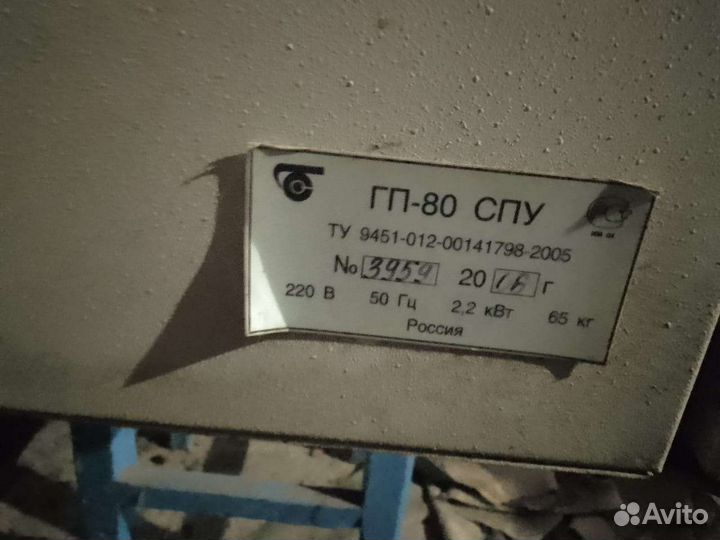 ГП-80 СПУ
ТУ 9451-012-00141798-2005
№ 3959 2016 г
220 В 50 Гц 2,2 кВт 65 кг
Россия
Avito